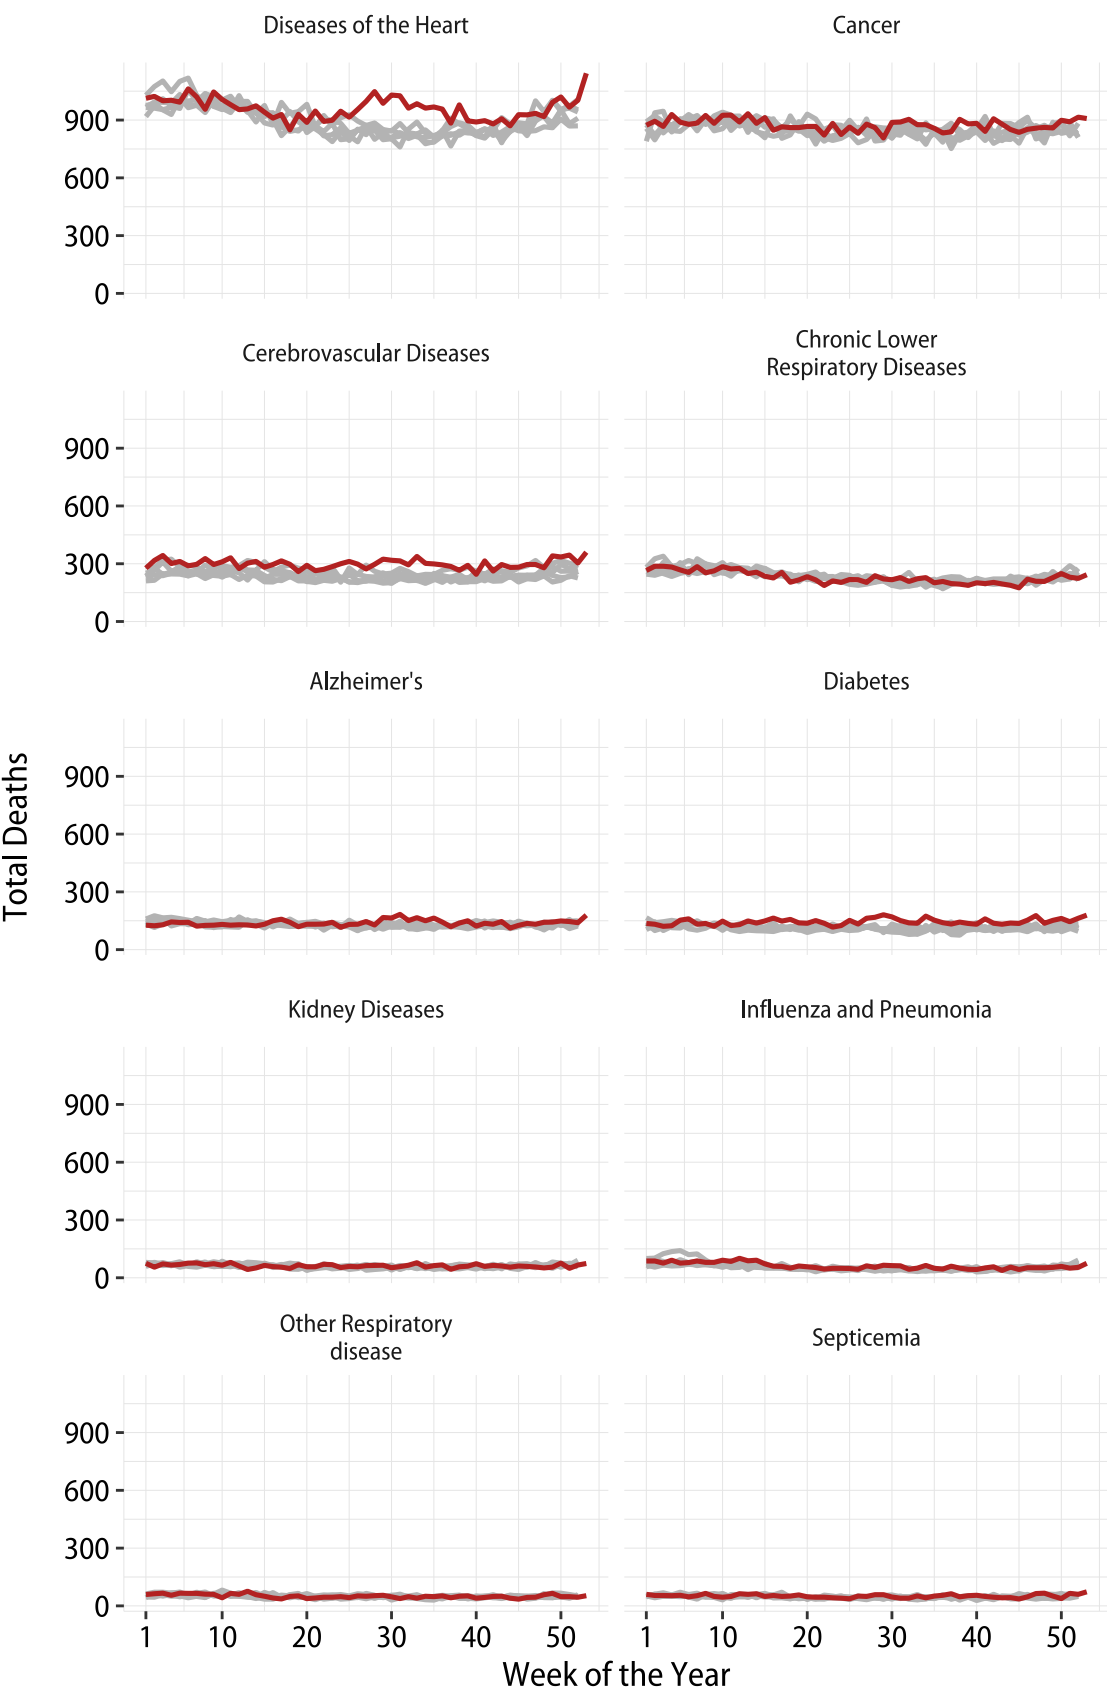 Diseases of the Heart
Cancer
900
600
300
0
Cerebrovascular Diseases
Chronic Lower
Respiratory Diseases
900
600
300
0
Alzheimer's
Diabetes
900
600
300
0
Total Deaths
Kidney Diseases
Influenza and Pneumonia
900
600
300
0
Other Respiratory
disease
Septicemia
900
600
300
0
1 10 20 30 40 50
1 10 20 30 40 50
Week of the Year